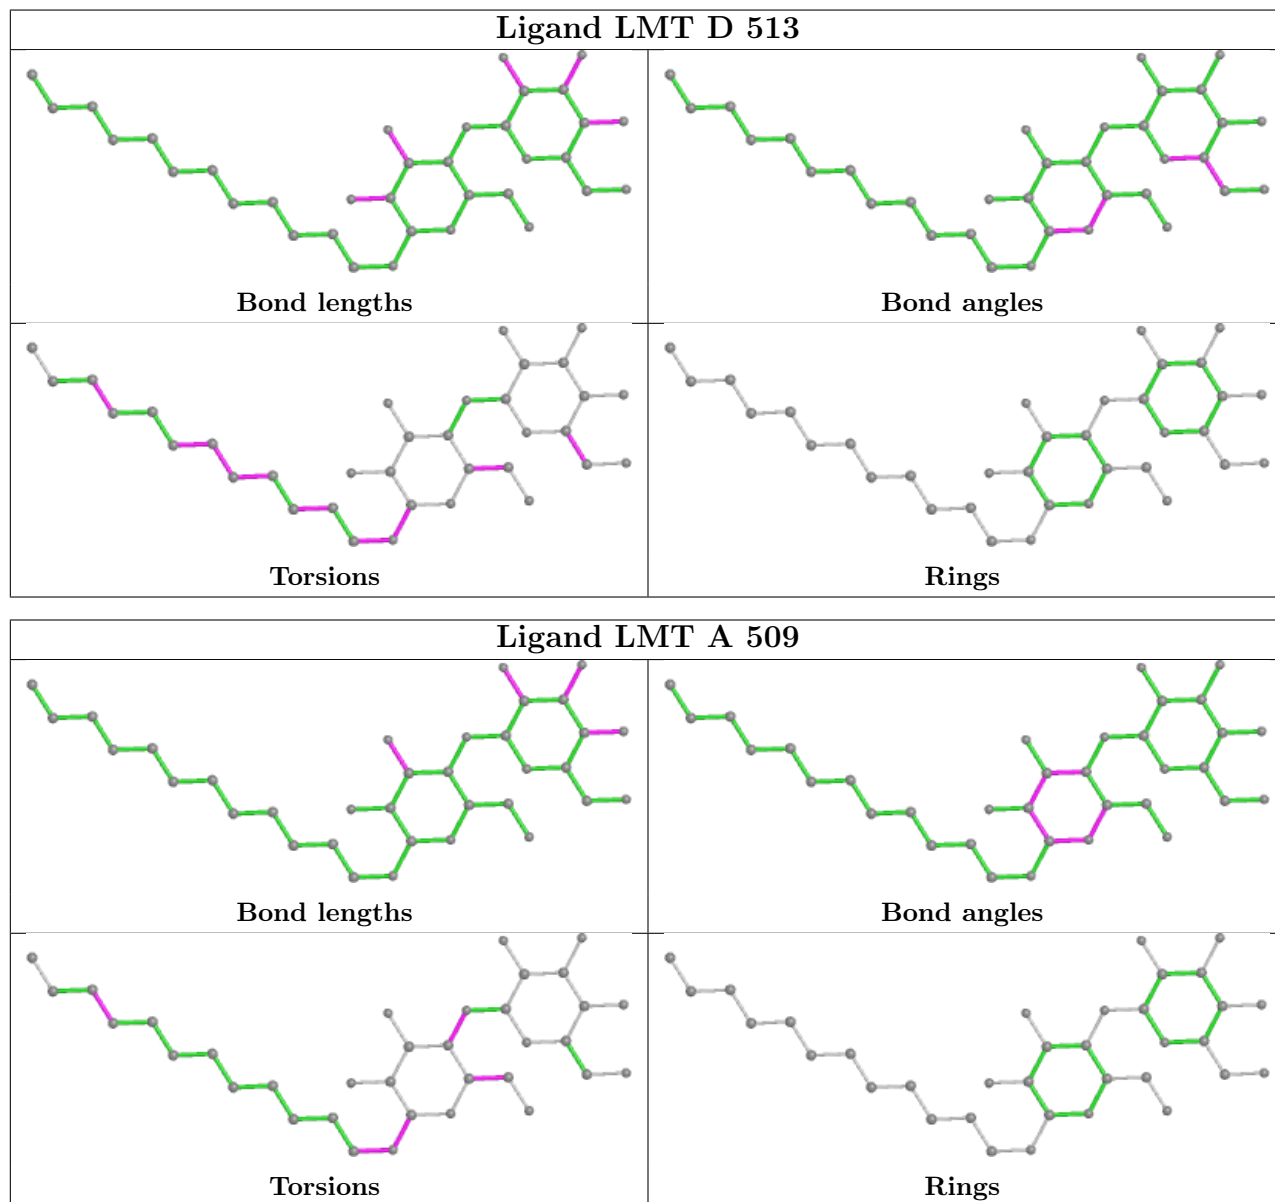 Ligand LMT D 513
Bond lengths
Bond angles
Torsions
Rings
Ligand LMT A 509
Bond lengths
Bond angles
Torsions
Rings